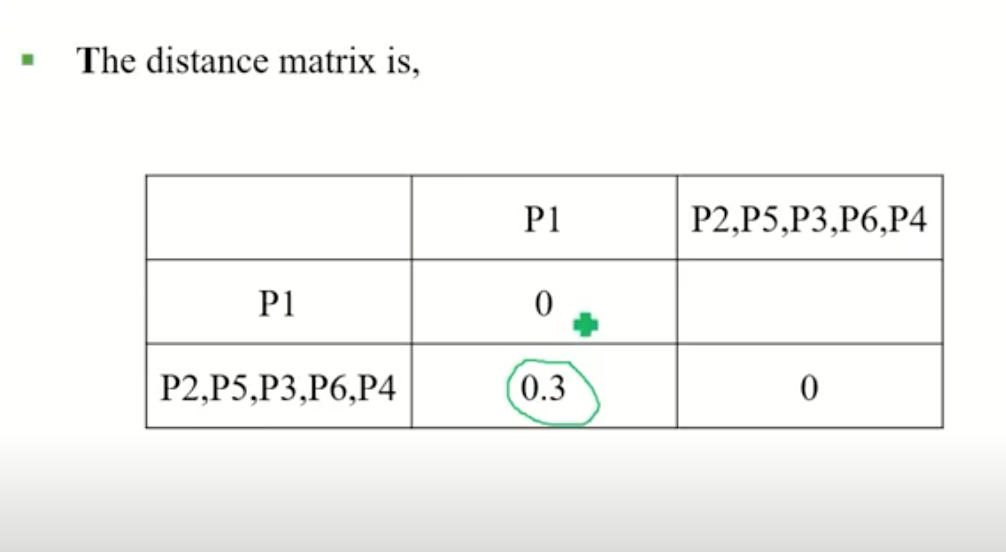 The distance matrix is,
P1 P2,P5,P3,P6,P4
P1 0
P2,P5,P3,P6,P4 0.3 0